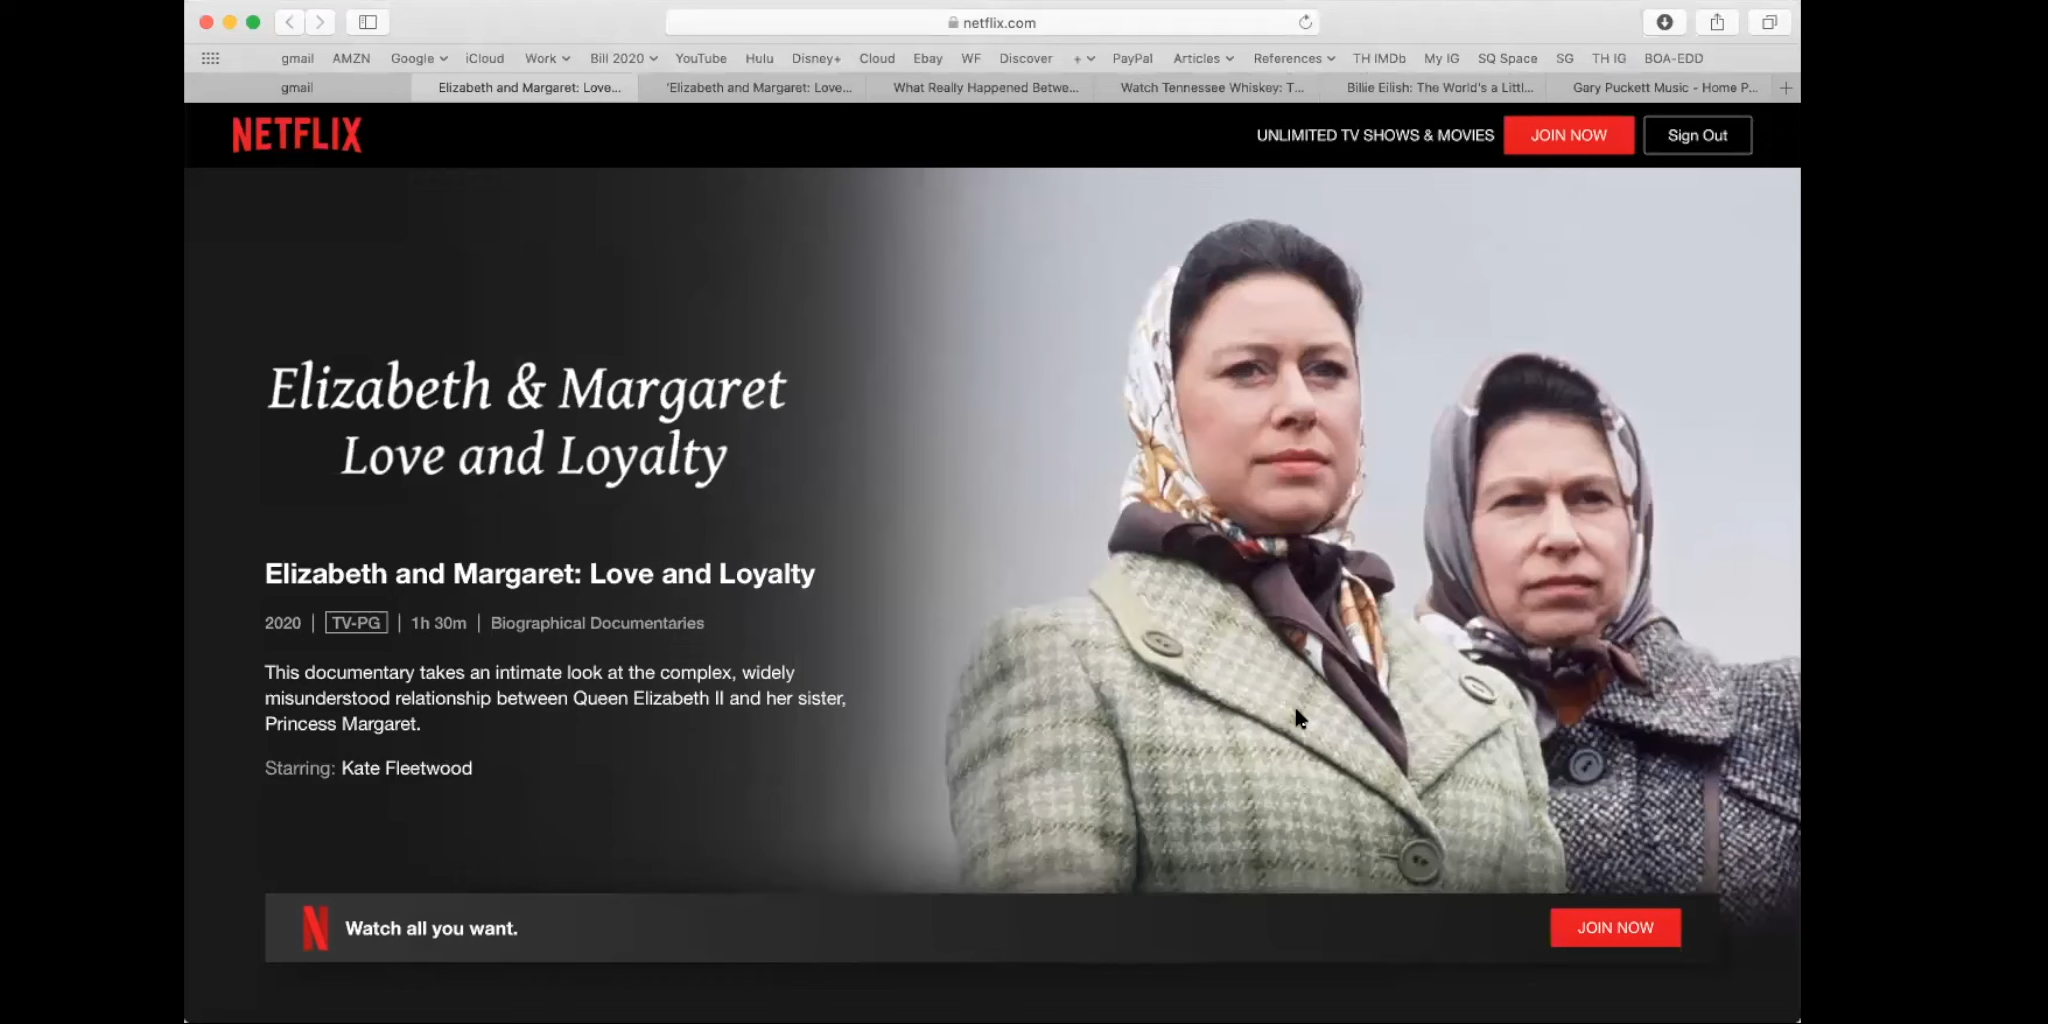 netflix.com
gmail AMZN Google iCloud Work Bill 2020 YouTube Hulu Disney+ Cloud Ebay WF Discover + PayPal Articles References TH IMDb My IG SQ Space SG TH IG BOA-EDD
gmail Elizabeth and Margaret: Love... 'Elizabeth and Margaret: Love... What Really Happened Betwe... Watch Tennessee Whiskey: T... Billie Eilish: The World's a Littl... Gary Puckett Music - Home P...
NETFLIX UNLIMITED TV SHOWS & MOVIES JOIN NOW Sign Out
Elizabeth & Margaret
Love and Loyalty
Elizabeth and Margaret: Love and Loyalty
2020 | TV-PG | 1h 30m | Biographical Documentaries
This documentary takes an intimate look at the complex, widely
misunderstood relationship between Queen Elizabeth II and her sister,
Princess Margaret.
Starring: Kate Fleetwood
N Watch all you want. JOIN NOW